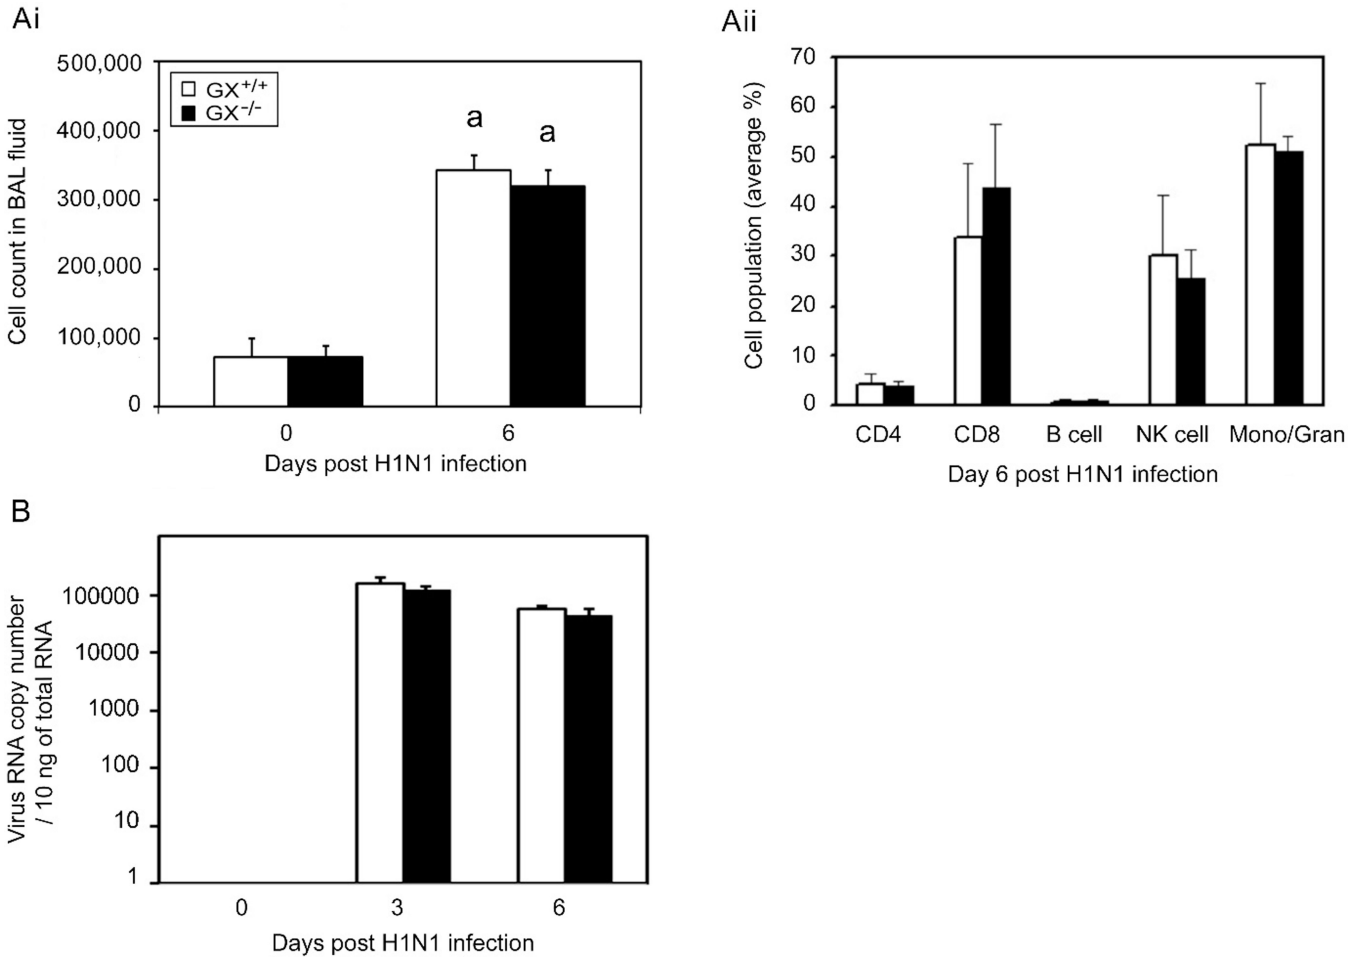 Ai
Cell count in BAL fluid
500,000
400,000
300,000
200,000
100,000
0
GX+/+
GX-/-
a
a
0 6
Days post H1N1 infection
Aii
Cell population (average %)
70
60
50
40
30
20
10
0
CD4 CD8 B cell NK cell Mono/Gran
Day 6 post H1N1 infection
B
Virus RNA copy number
/ 10 ng of total RNA
100000
10000
1000
100
10
1
0 3 6
Days post H1N1 infection